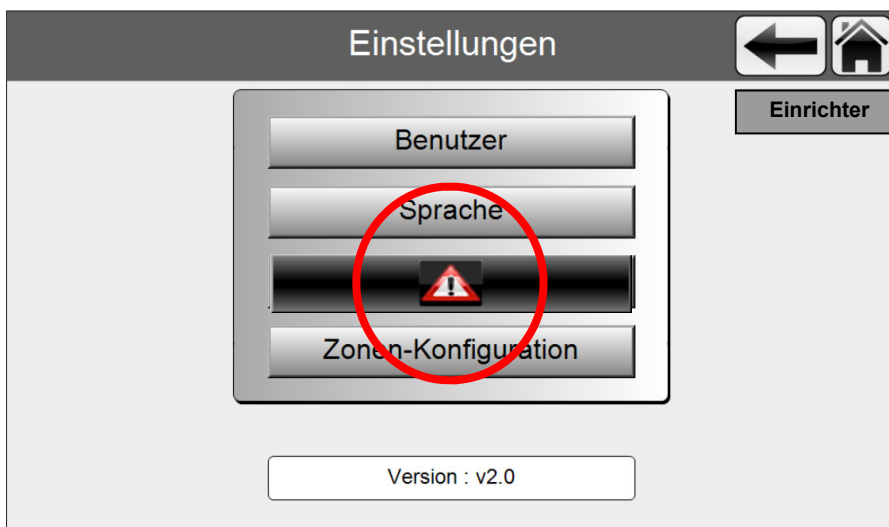 Einstellungen
Einrichter
Benutzer
Sprache
Zonen-Konfiguration
Version : v2.0